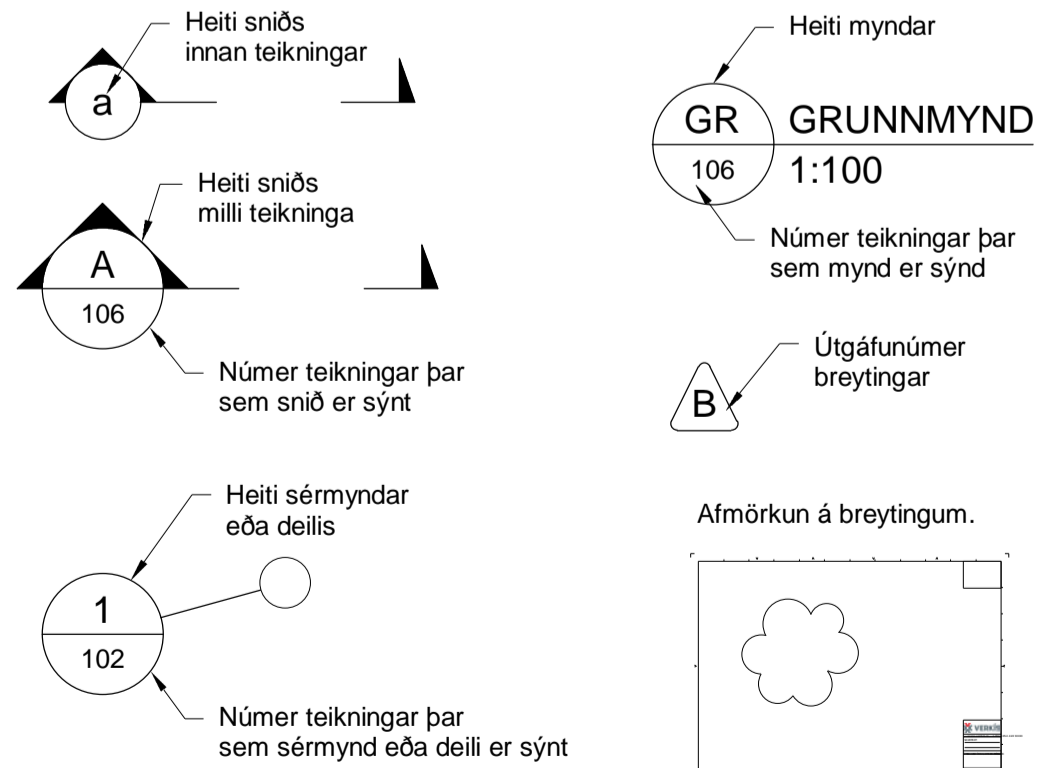 Heiti sniðs
innan teikningar
a
Heiti sniðs
milli teikninga
A
106
Númer teikningar þar
sem snið er sýnt
Heiti sérmyndar
eða deilis
1
102
Númer teikningar þar
sem sérmynd eða deili er sýnt
Heiti myndar
GR GRUNNMYND
106 1:100
Númer teikningar þar
sem mynd er sýnd
Útgáfunúmer
breytingar
B
Afmörkun á breytingum.
VERKÍS